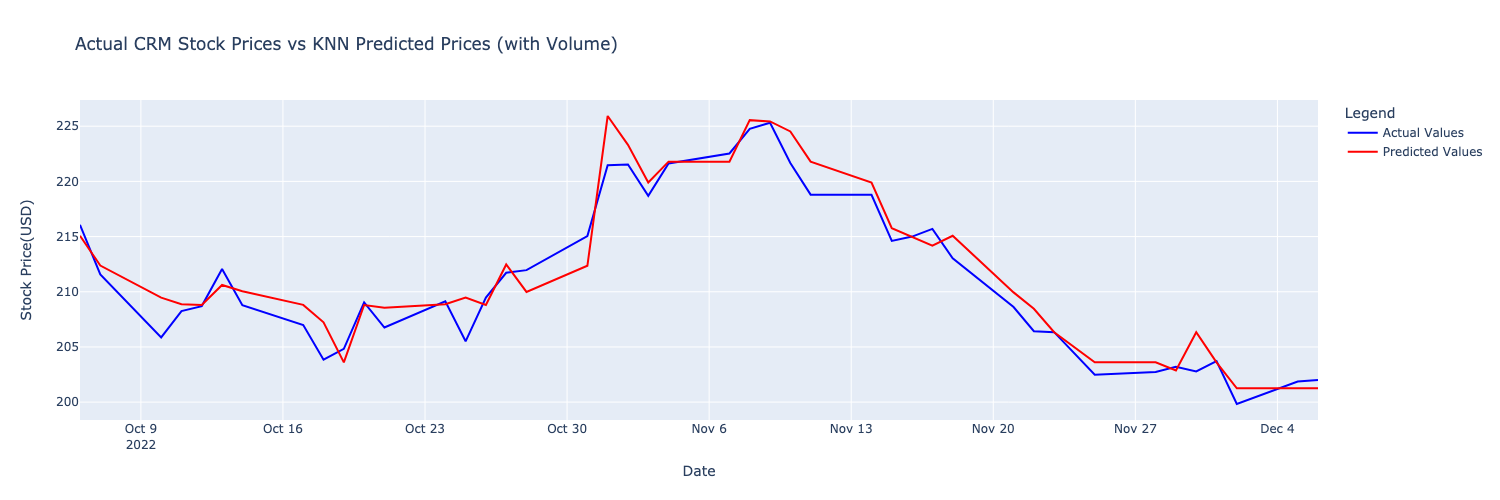 Actual CRM Stock Prices vs KNN Predicted Prices (with Volume)
Legend
Actual Values
Predicted Values
Stock Price(USD)
225
220
215
210
205
200
Oct 9
2022
Oct 16
Oct 23
Oct 30
Nov 6
Nov 13
Nov 20
Nov 27
Dec 4
Date